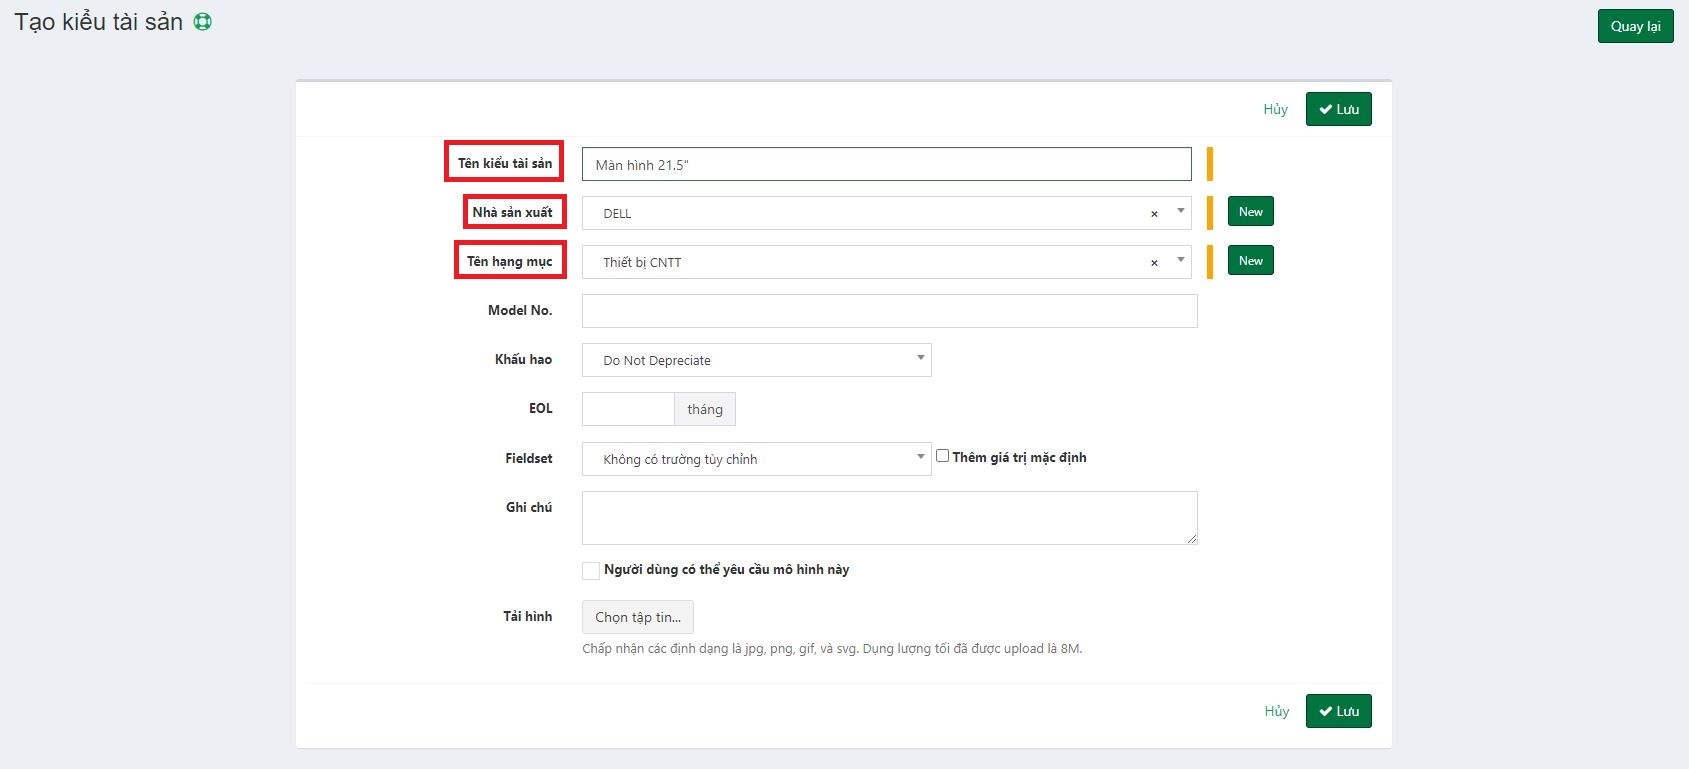 Tạo kiểu tài sản
Quay lại
Hủy
Lưu
Tên kiểu tài sản
Màn hình 21.5"
Nhà sản xuất
DELL
×
New
Tên hạng mục
Thiết bị CNTT
×
New
Model No.
Khấu hao
Do Not Depreciate
EOL
tháng
Fieldset
Không có trường tùy chỉnh
Thêm giá trị mặc định
Ghi chú
Người dùng có thể yêu cầu mô hình này
Tải hình
Chọn tập tin...
Chấp nhận các định dạng là jpg, png, gif, và svg. Dụng lượng tối đã được upload là 8M.
Hủy
Lưu